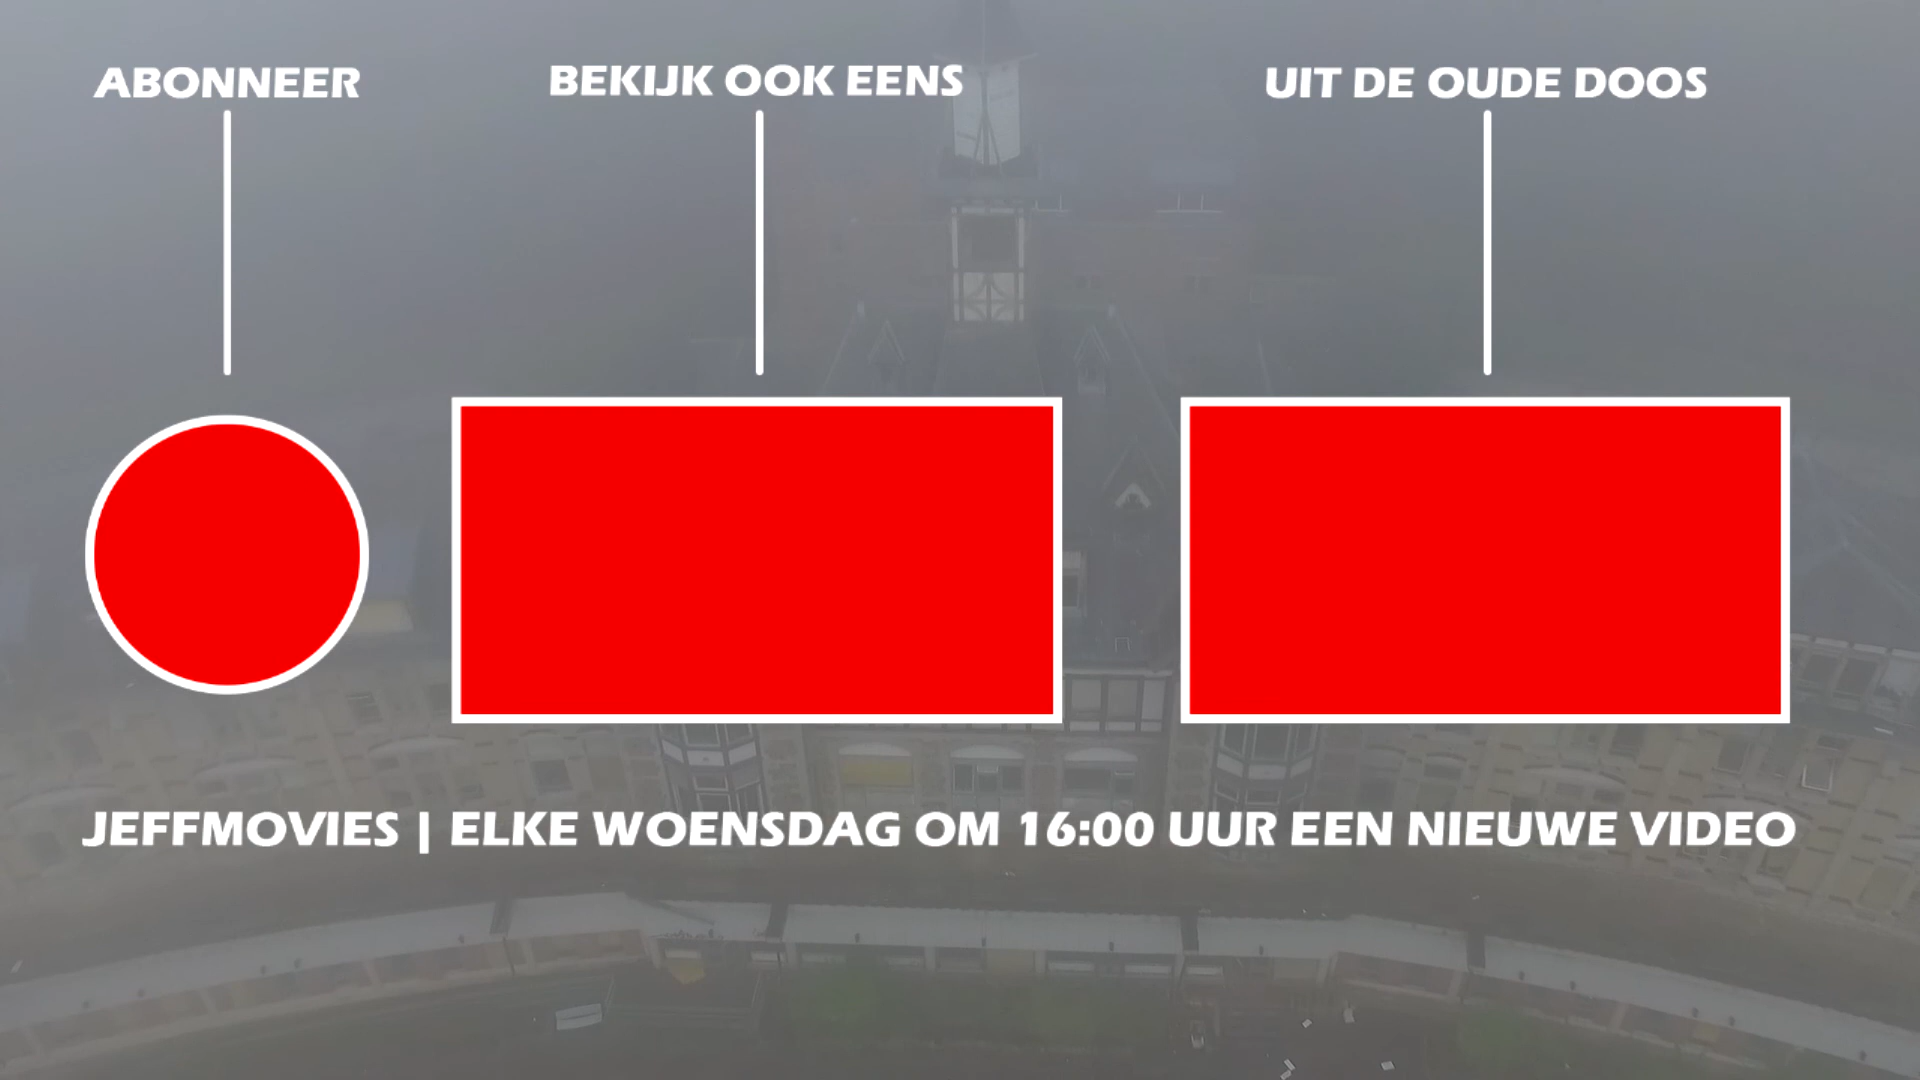 ABONNEER
BEKIJK OOK EENS
UIT DE OUDE DOOS
JEFFMOVIES | ELKE WOENSDAG OM 16:00 UUR EEN NIEUWE VIDEO